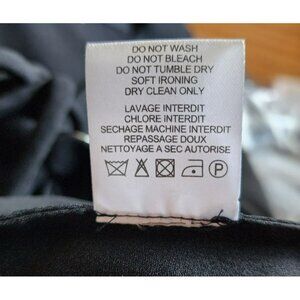 DO NOT WASH
DO NOT BLEACH
DO NOT TUMBLE DRY
SOFT IRONING
DRY CLEAN ONLY
LAVAGE INTERDIT
CHLORE INTERDIT
SECHAGE MACHINE INTERDIT
REPASSAGE DOUX
NETTOYAGE A SEC AUTORISE
P